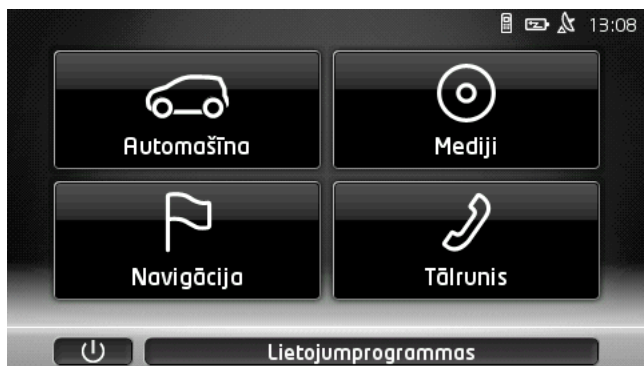 13:08
Automašīna
Mediji
Navigācija
Tālrunis
Lietojumprogrammas